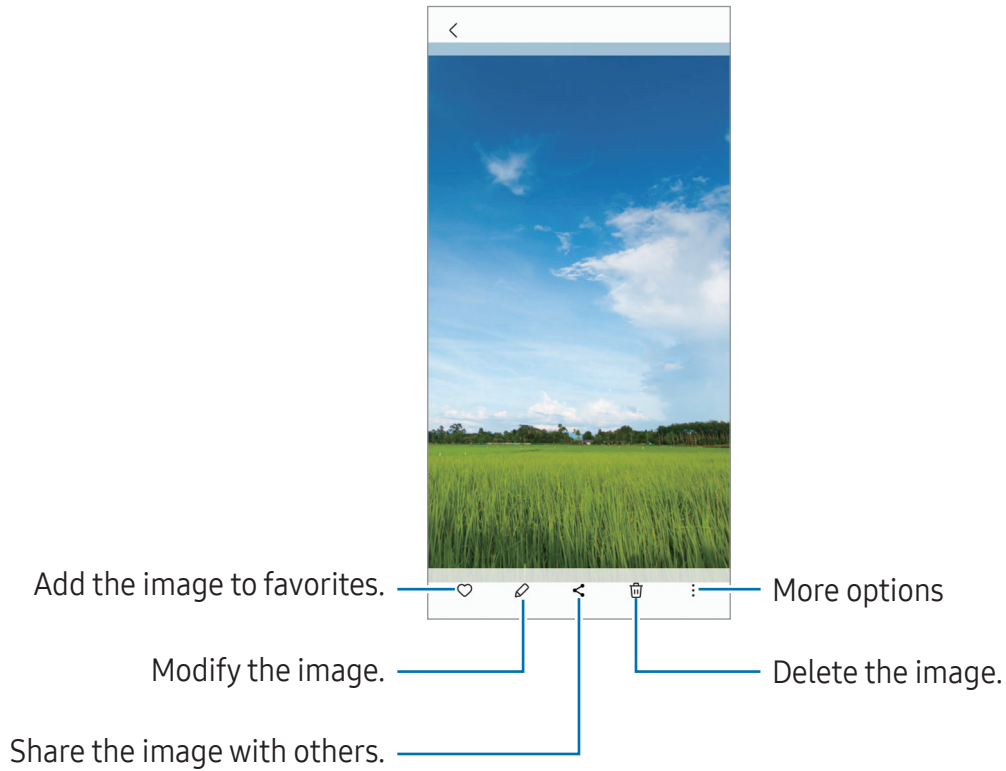 Add the image to favorites.
More options
Modify the image.
Delete the image.
Share the image with others.